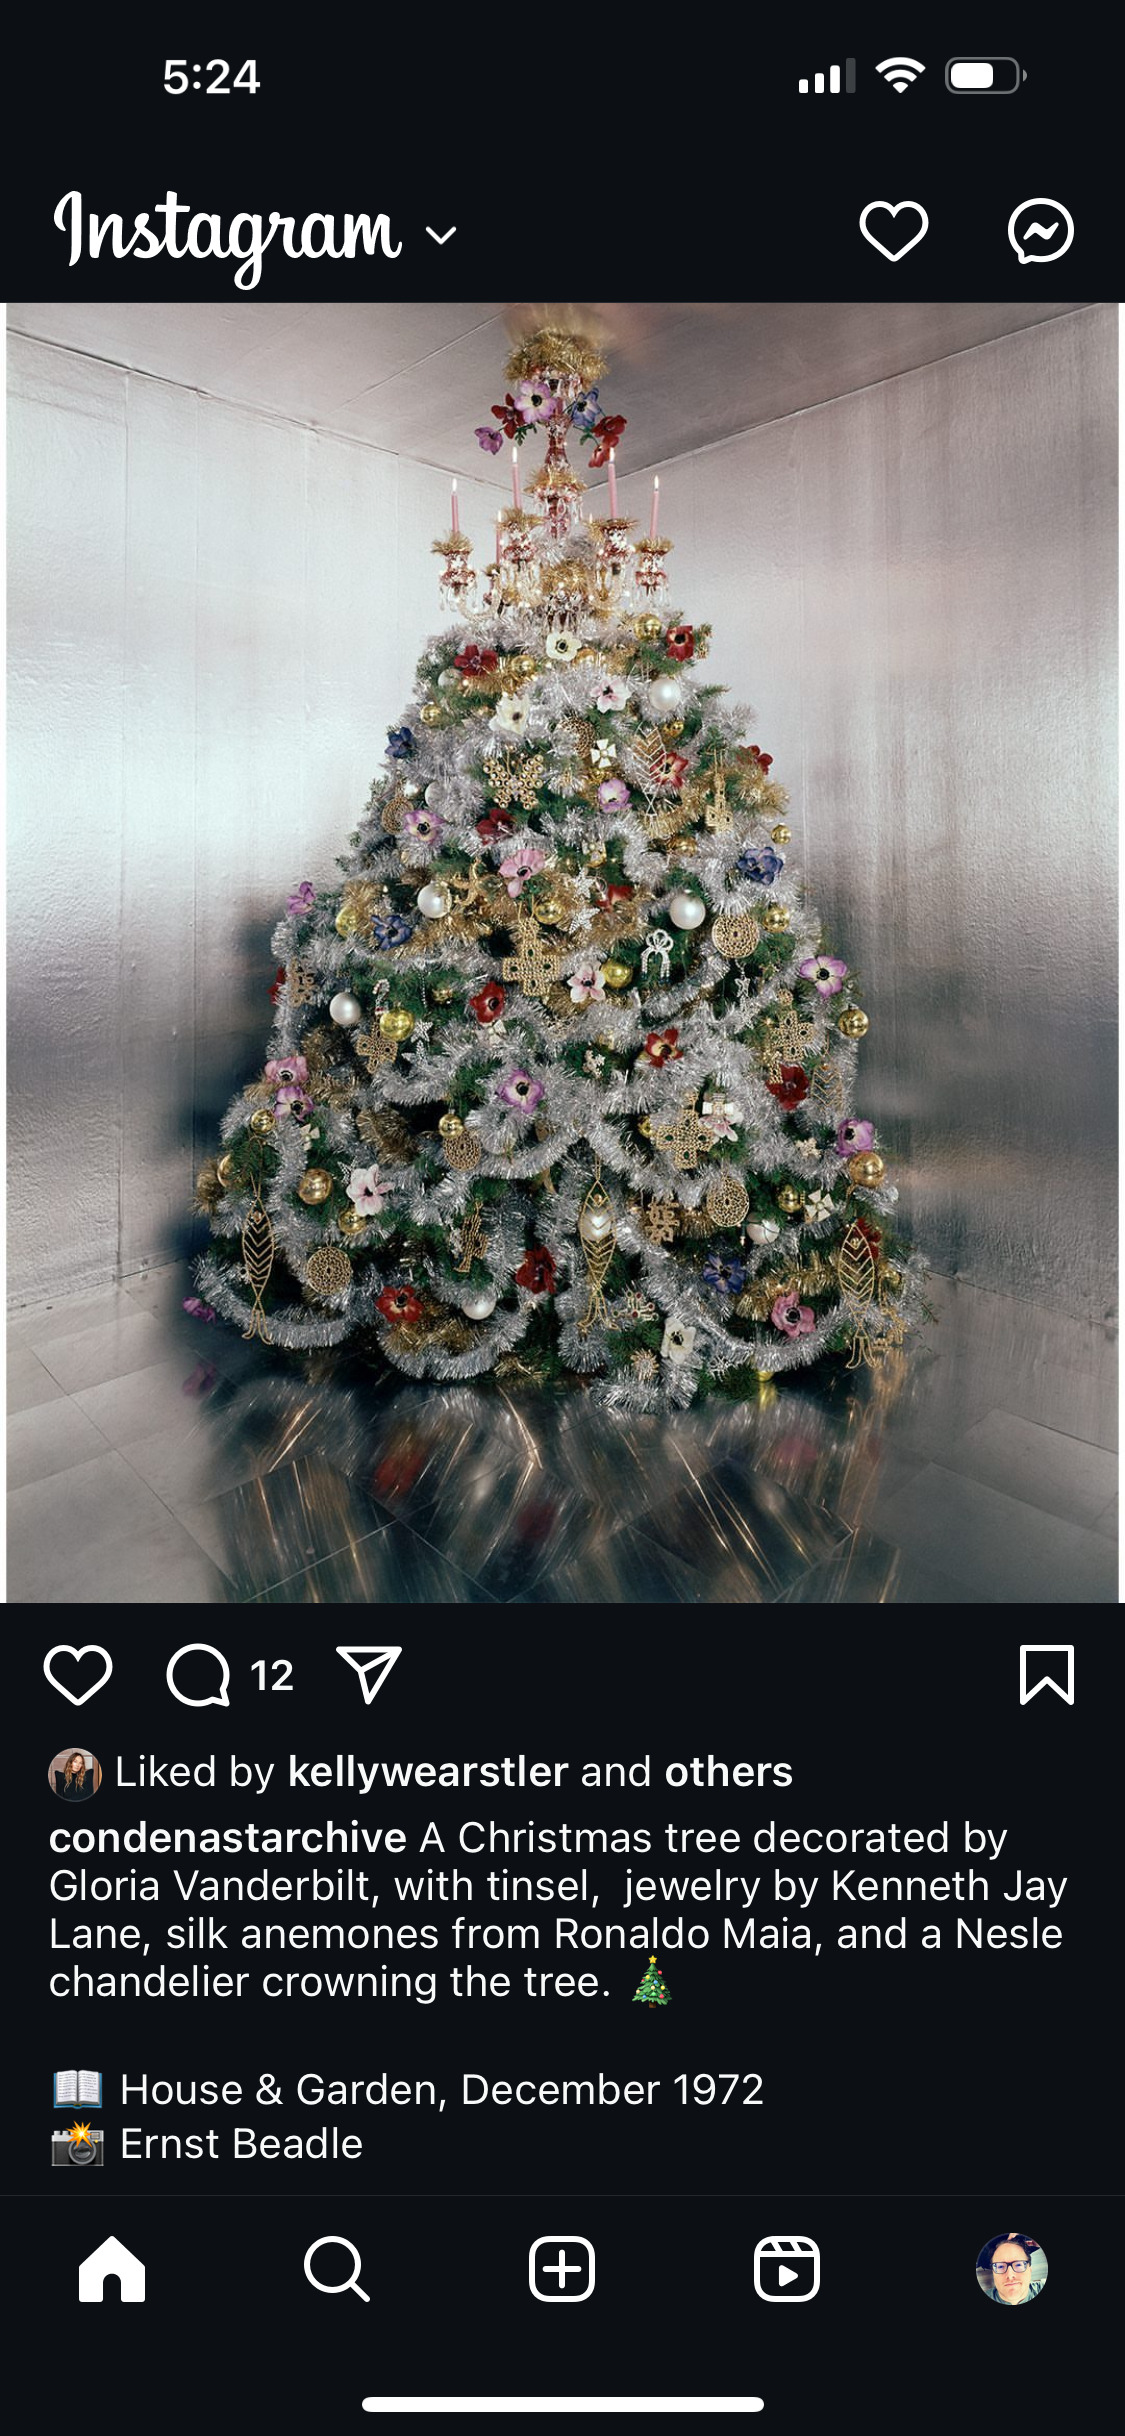 5:24
Instagram
12
Liked by kellywearstler and others
condenastarchive A Christmas tree decorated by
Gloria Vanderbilt, with tinsel,  jewelry by Kenneth Jay
Lane, silk anemones from Ronaldo Maia, and a Nesle
chandelier crowning the tree. 🎄
📖 House & Garden, December 1972
📸 Ernst Beadle